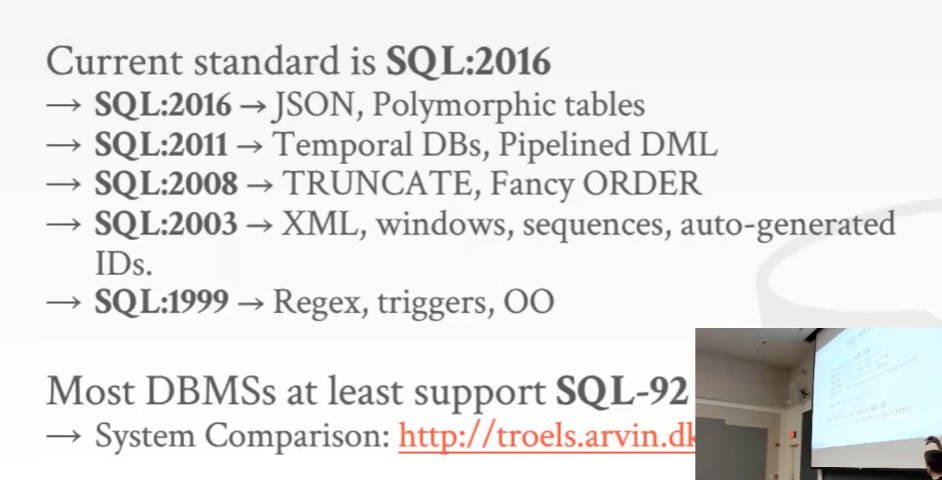 Current standard is SQL:2016
→ SQL:2016 → JSON, Polymorphic tables
→ SQL:2011 → Temporal DBs, Pipelined DML
→ SQL:2008 → TRUNCATE, Fancy ORDER
→ SQL:2003 → XML, windows, sequences, auto-generated
IDs.
→ SQL:1999 → Regex, triggers, OO
Most DBMSs at least support SQL-92
→ System Comparison: http://troels.arvin.dk